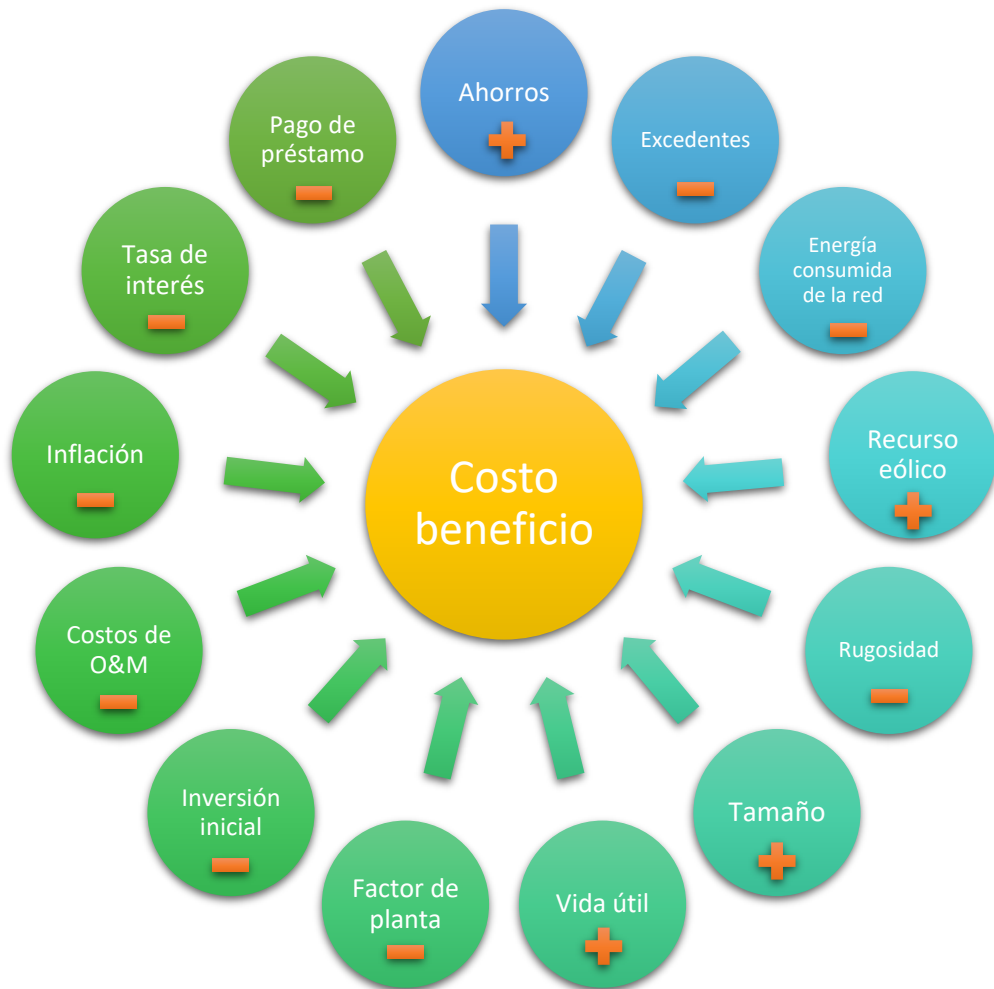 Ahorros
Excedentes
Energía
consumida
de la red
Recurso
eólico
Rugosidad
Tamaño
Vida útil
Factor de
planta
Inversión
inicial
Costos de
O&M
Inflación
Tasa de
interés
Pago de
préstamo
Costo
beneficio